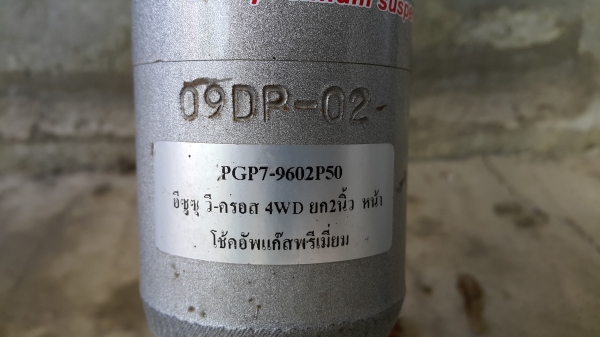 suspe
09DP-02
PGP7-9602P50
อีซูซุ วี-ครอส 4WD ยก2นิ้ว หน้า
โช้คอัพแก๊สพรีเมี่ยม